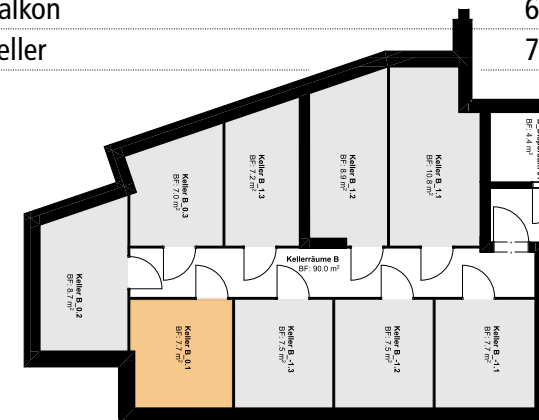 alkon 6
eller 7
Keller B_1.1
BF: 10.8 m²
BF: 4.4 m²
Keller B_1.2
BF: 8.9 m²
Keller B_1.3
BF: 7.2 m²
Keller B_0.3
BF: 7.0 m²
Kellerräume B
BF: 90.0 m²
Keller B_0.2
BF: 8.7 m²
Keller B_0.1
BF: 7.7 m²
Keller B_-1.3
BF: 7.5 m²
Keller B_-1.2
BF: 7.5 m²
Keller B_-1.1
BF: 7.7 m²